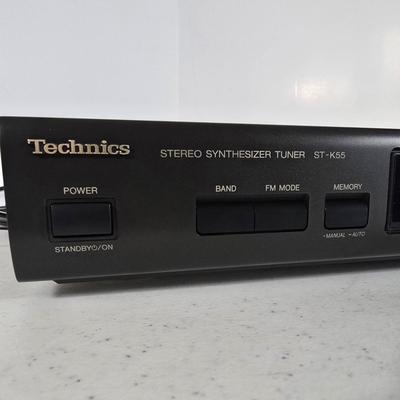 Technics
STEREO SYNTHESIZER TUNER ST-K55
POWER
BAND
FM MODE
MEMORY
STANDBY⏻/ON
-MANUAL -AUTO